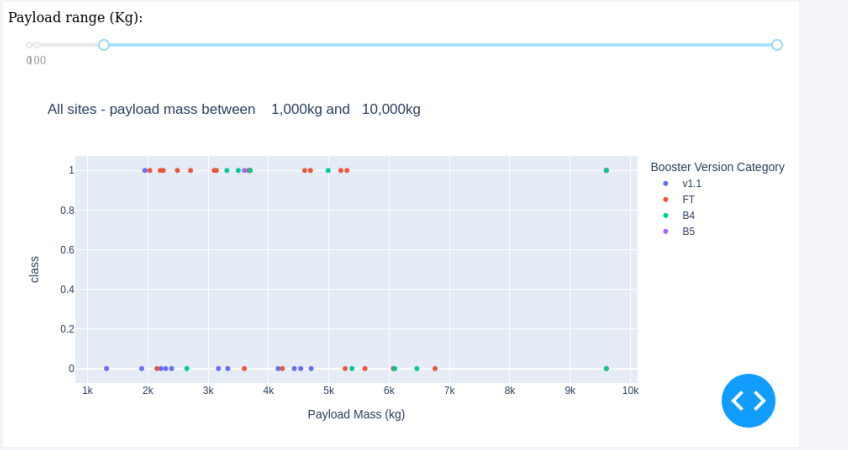 Payload range (Kg):
0 100
All sites - payload mass between 1,000kg and 10,000kg
Booster Version Category
v1.1
FT
B4
B5
class
1
0.8
0.6
0.4
0.2
0
1k 2k 3k 4k 5k 6k 7k 8k 9k 10k
Payload Mass (kg)